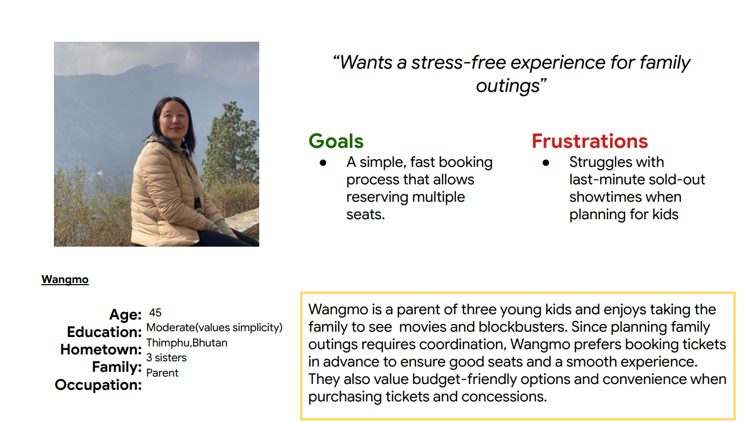 “Wants a stress-free experience for family
outings”
Goals
● A simple, fast booking
process that allows
reserving multiple
seats.
Frustrations
● Struggles with
last-minute sold-out
showtimes when
planning for kids
Wangmo
Age: 45
Education: Moderate(values simplicity)
Hometown: Thimphu,Bhutan
Family: 3 sisters
Occupation: Parent
Wangmo is a parent of three young kids and enjoys taking the
family to see movies and blockbusters. Since planning family
outings requires coordination, Wangmo prefers booking tickets
in advance to ensure good seats and a smooth experience.
They also value budget-friendly options and convenience when
purchasing tickets and concessions.